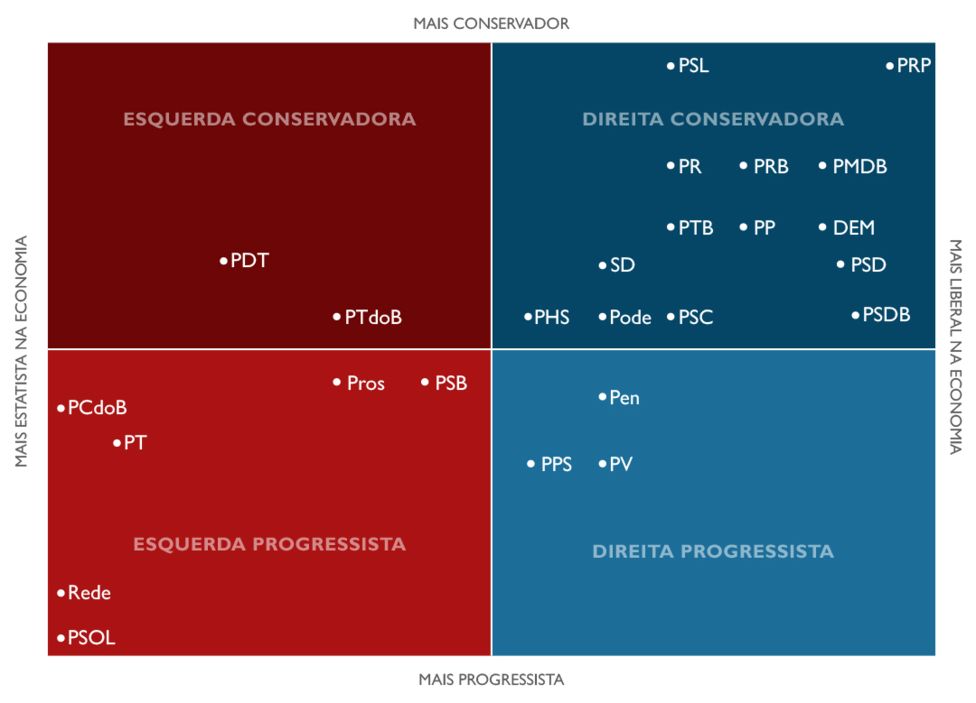 MAIS CONSERVADOR
MAIS ESTATISTA NA ECONOMIA
ESQUERDA CONSERVADORA
PDT
PTdoB
DIREITA CONSERVADORA
PSL
PRP
PR
PRB
PMDB
PTB
PP
DEM
SD
PSD
PHS
Pode
PSC
PSDB
MAIS LIBERAL NA ECONOMIA
Pros
PSB
PCdoB
PT
ESQUERDA PROGRESSISTA
Rede
PSOL
Pen
PPS
PV
DIREITA PROGRESSISTA
MAIS PROGRESSISTA